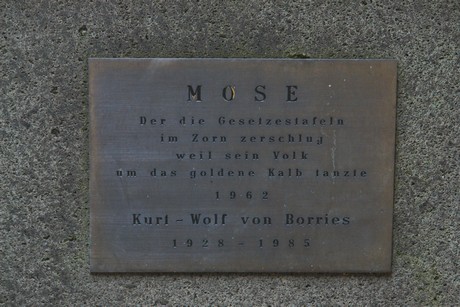 MOSE
Der die Gesetzestafeln
im Zorn zerschlug
weil sein Volk
um das goldene Kalb tanzte
1962
Kurt-Wolf von Borries
1928 - 1985